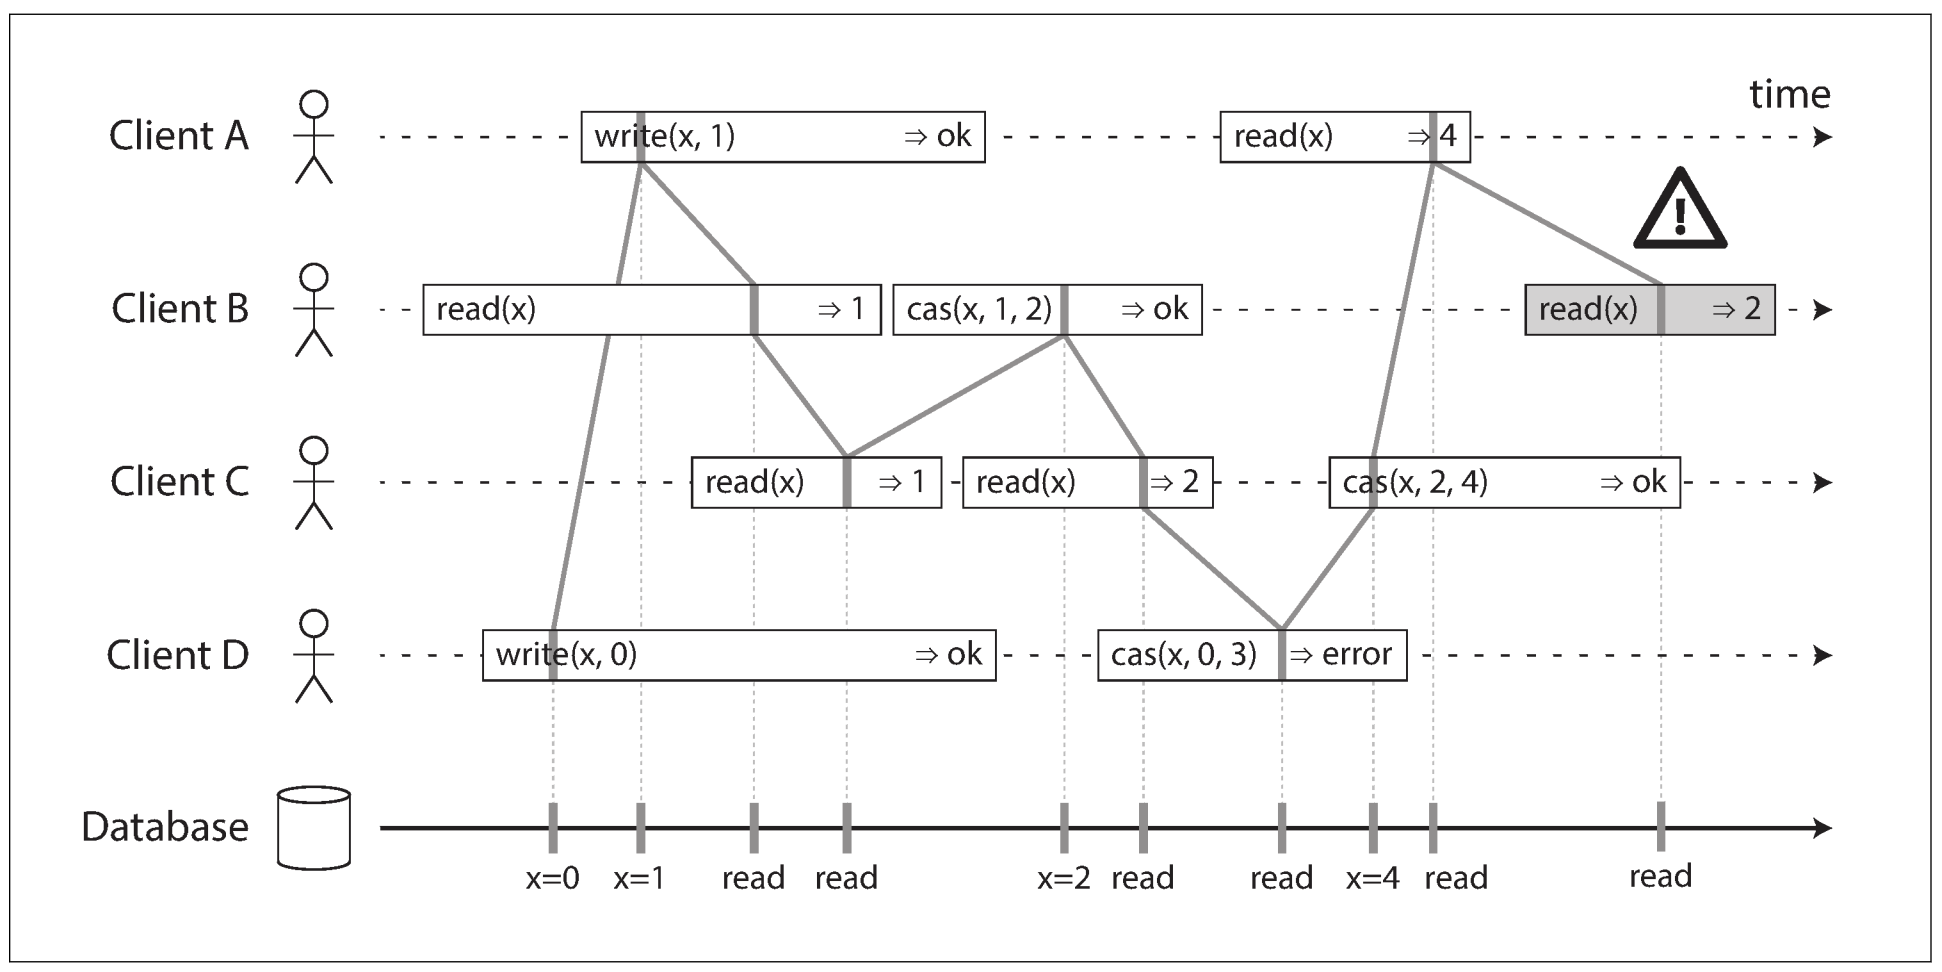 time
Client A write(x, 1) ⇒ ok read(x) ⇒ 4
!
Client B read(x) ⇒ 1 cas(x, 1, 2) ⇒ ok read(x) ⇒ 2
Client C read(x) ⇒ 1 read(x) ⇒ 2 cas(x, 2, 4) ⇒ ok
Client D write(x, 0) ⇒ ok cas(x, 0, 3) ⇒ error
Database
x=0 x=1 read read x=2 read read x=4 read read